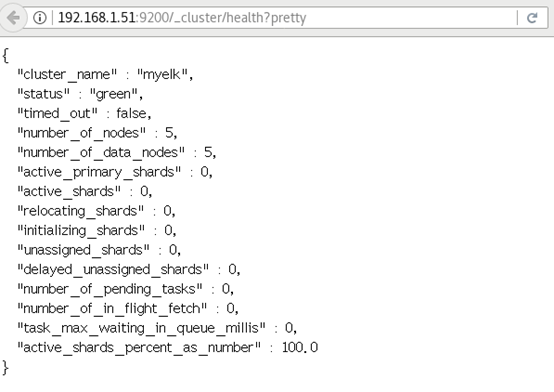 192.168.1.51:9200/_cluster/health?pretty
{
"cluster_name" : "myelk",
"status" : "green",
"timed_out" : false,
"number_of_nodes" : 5,
"number_of_data_nodes" : 5,
"active_primary_shards" : 0,
"active_shards" : 0,
"relocating_shards" : 0,
"initializing_shards" : 0,
"unassigned_shards" : 0,
"delayed_unassigned_shards" : 0,
"number_of_pending_tasks" : 0,
"number_of_in_flight_fetch" : 0,
"task_max_waiting_in_queue_millis" : 0,
"active_shards_percent_as_number" : 100.0
}